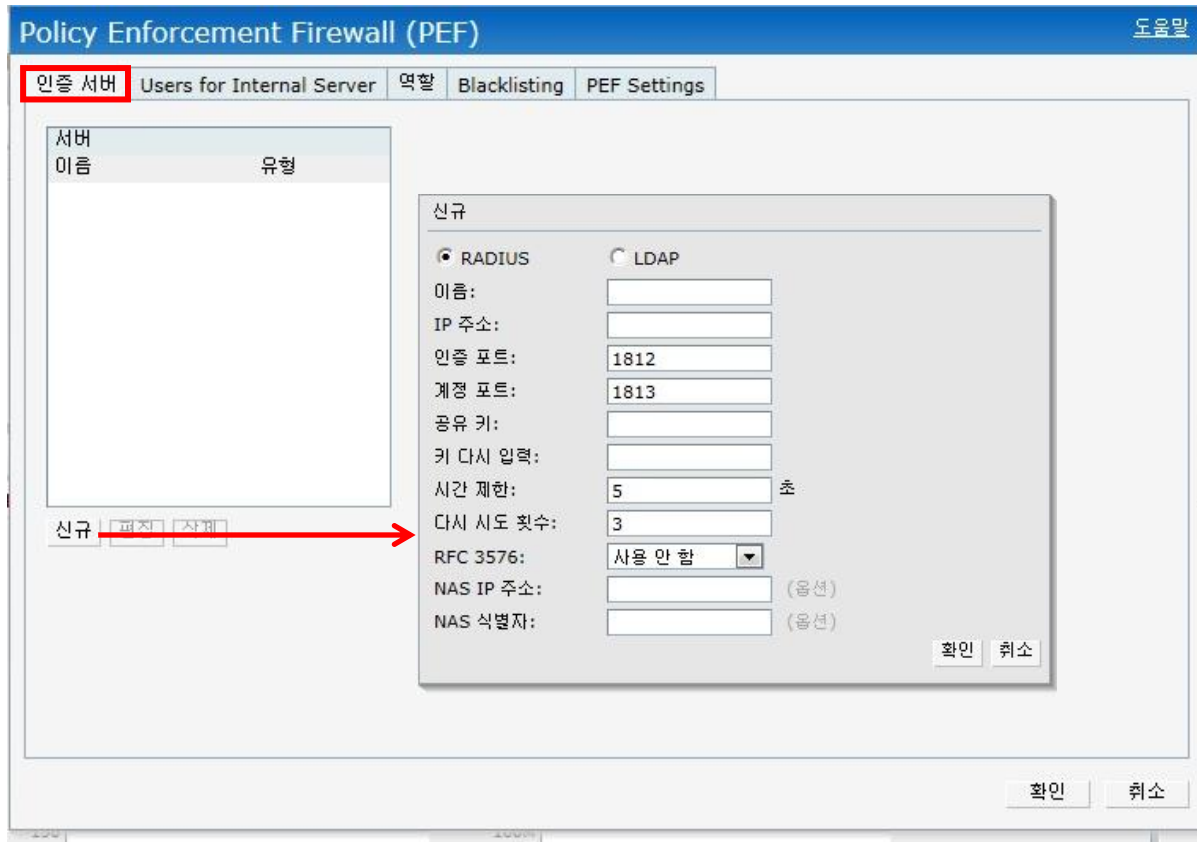 Policy Enforcement Firewall (PEF)
도움말
인증 서버 Users for Internal Server 역할 Blacklisting PEF Settings
서버
이름 유형
신규 편집 삭제
신규
RADIUS LDAP
이름:
IP 주소:
인증 포트: 1812
계정 포트: 1813
공유 키:
키 다시 입력:
시간 제한: 5 초
다시 시도 횟수: 3
RFC 3576: 사용 안 함
NAS IP 주소: (옵션)
NAS 식별자: (옵션)
확인 취소
확인 취소